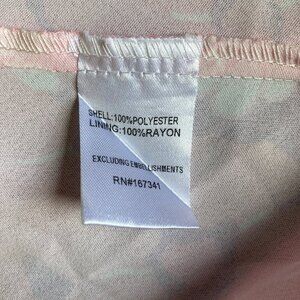 SHELL:100%POLYESTER
LINING:100%RAYON
EXCLUDING EMBELLISHMENTS
RN#167341